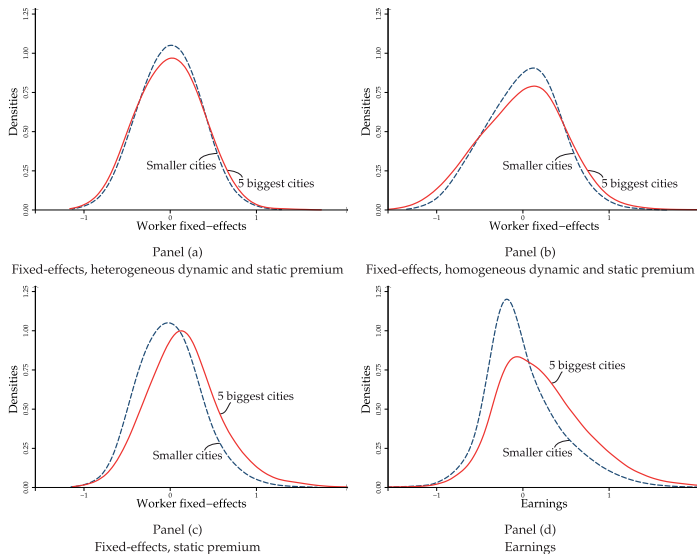 1.25
1.00
0.75
0.50
0.25
0.00
Densities
Smaller cities
5 biggest cities
−1
0
1
Worker fixed−effects
Panel (a)
Fixed-effects, heterogeneous dynamic and static premium
1.25
1.00
0.75
0.50
0.25
0.00
Densities
Smaller cities
5 biggest cities
−1
0
1
Worker fixed−effects
Panel (b)
Fixed-effects, homogeneous dynamic and static premium
1.25
1.00
0.75
0.50
0.25
0.00
Densities
5 biggest cities
Smaller cities
−1
0
1
Worker fixed−effects
Panel (c)
Fixed-effects, static premium
1.25
1.00
0.75
0.50
0.25
0.00
Densities
5 biggest cities
Smaller cities
−1
0
1
Earnings
Panel (d)
Earnings